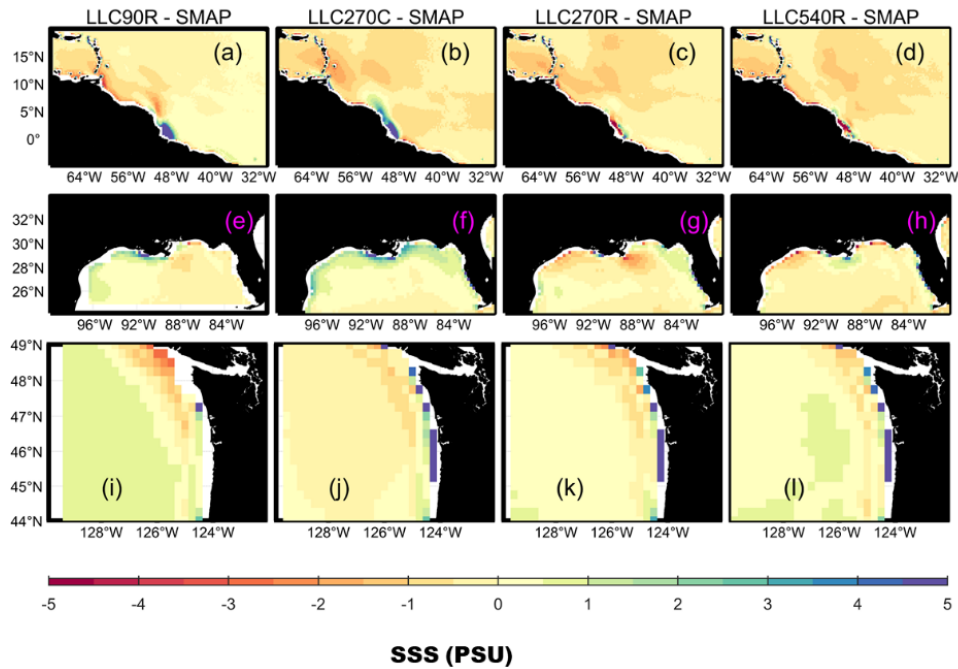 LLC90R - SMAP LLC270C - SMAP LLC270R - SMAP LLC540R - SMAP
(a) (b) (c) (d)
15°N
10°N
5°N
0°
64°W 56°W 48°W 40°W 32°W 64°W 56°W 48°W 40°W 32°W 64°W 56°W 48°W 40°W 32°W 64°W 56°W 48°W 40°W 32°W
(e) (f) (g) (h)
32°N
30°N
28°N
26°N
96°W 92°W 88°W 84°W 96°W 92°W 88°W 84°W 96°W 92°W 88°W 84°W 96°W 92°W 88°W 84°W
49°N
48°N
47°N
46°N
45°N
(i) (j) (k) (l)
44°N
128°W 126°W 124°W 128°W 126°W 124°W 128°W 126°W 124°W 128°W 126°W 124°W
-5 -4 -3 -2 -1 0 1 2 3 4 5
SSS (PSU)